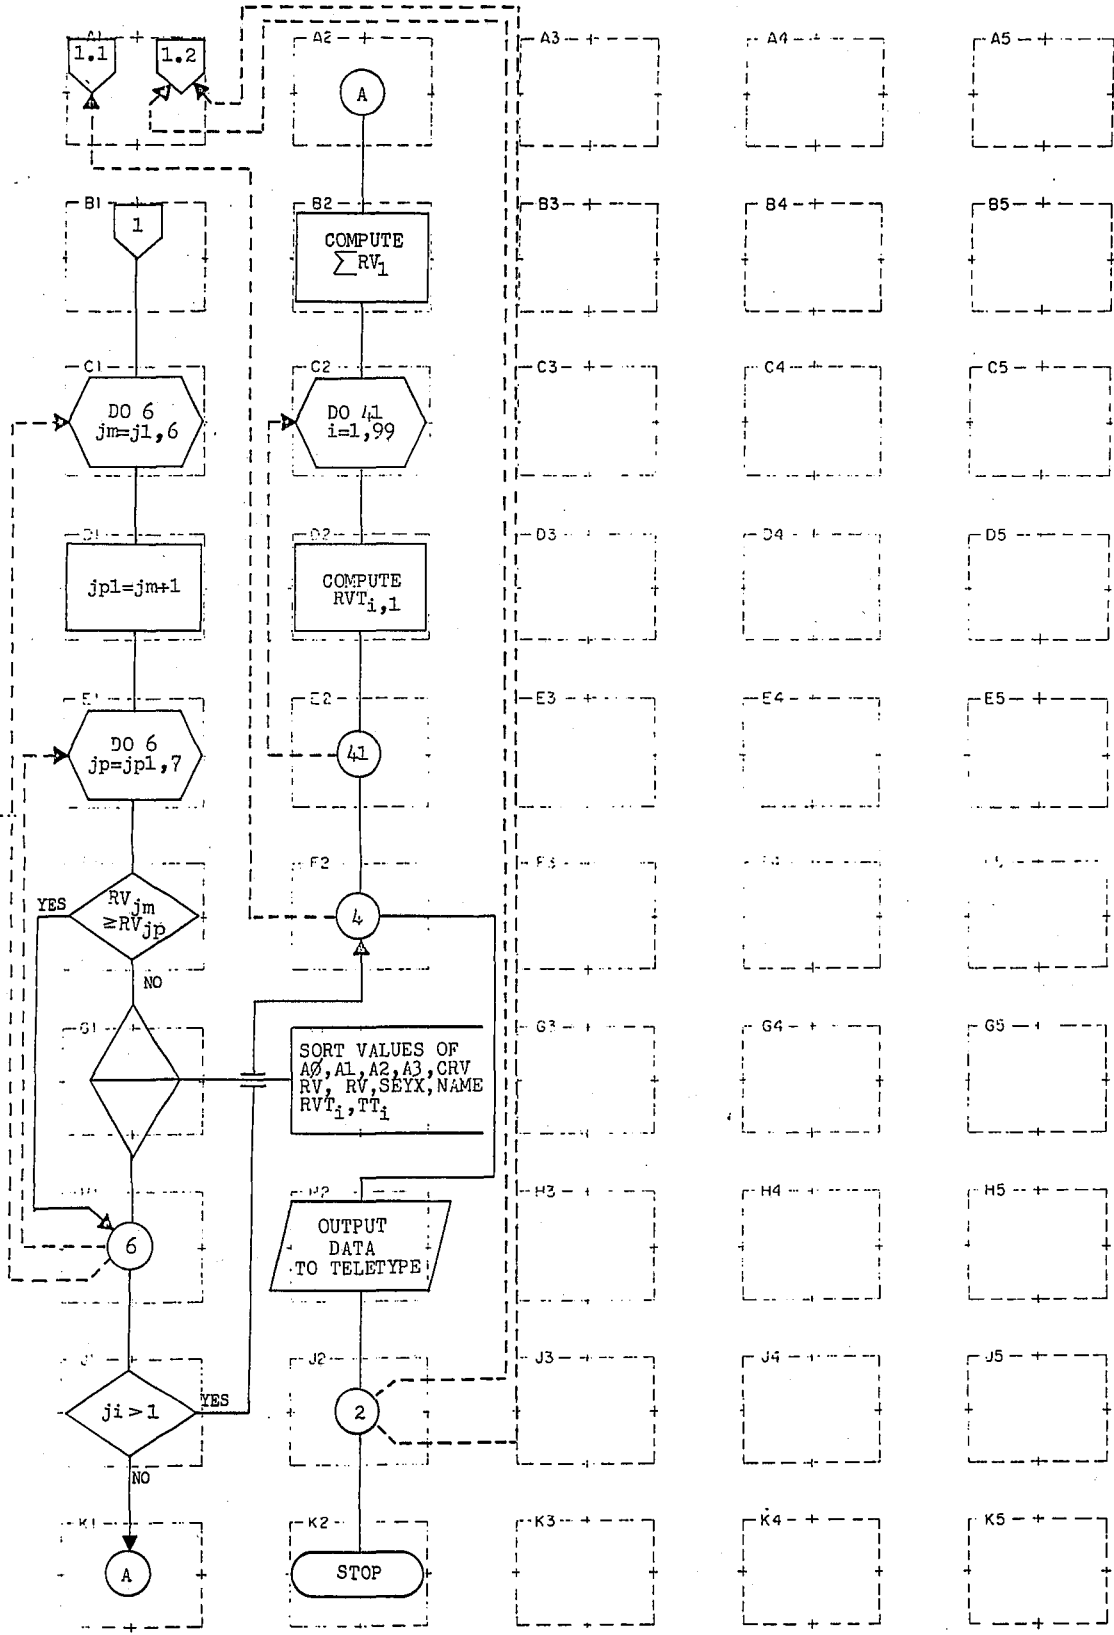 A1
1.1
1.2
A2
A
A3
A4
A5
B1
1
B2
COMPUTE
∑RV1
B3
B4
B5
C1
DO 6
jm=j1,6
C2
DO 41
i=1,99
C3
C4
C5
D1
jp1=jm+1
D2
COMPUTE
RVTi,1
D3
D4
D5
E1
DO 6
jp=jp1,7
E2
41
E3
E4
E5
YES
RVjm
≥RVjp
NO
F2
4
F3
G1
SORT VALUES OF
AØ,A1,A2,A3,CRV
RV, RV,SEYX,NAME
RVTi,TTi
G3
G4
G5
H1
6
H2
OUTPUT
DATA
TO TELETYPE
H3
H4
H5
J1
ji>1
YES
NO
J2
2
J3
J4
J5
K1
A
K2
STOP
K3
K4
K5